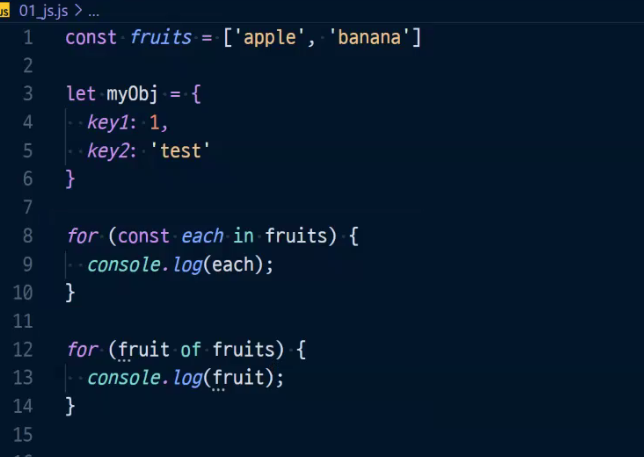 JS 01_js.js > ...
1 const fruits = ['apple', 'banana']
2
3 let myObj = {
4   key1: 1,
5   key2: 'test'
6 }
7
8 for (const each in fruits) {
9   console.log(each);
10 }
11
12 for (fruit of fruits) {
13   console.log(fruit);
14 }
15